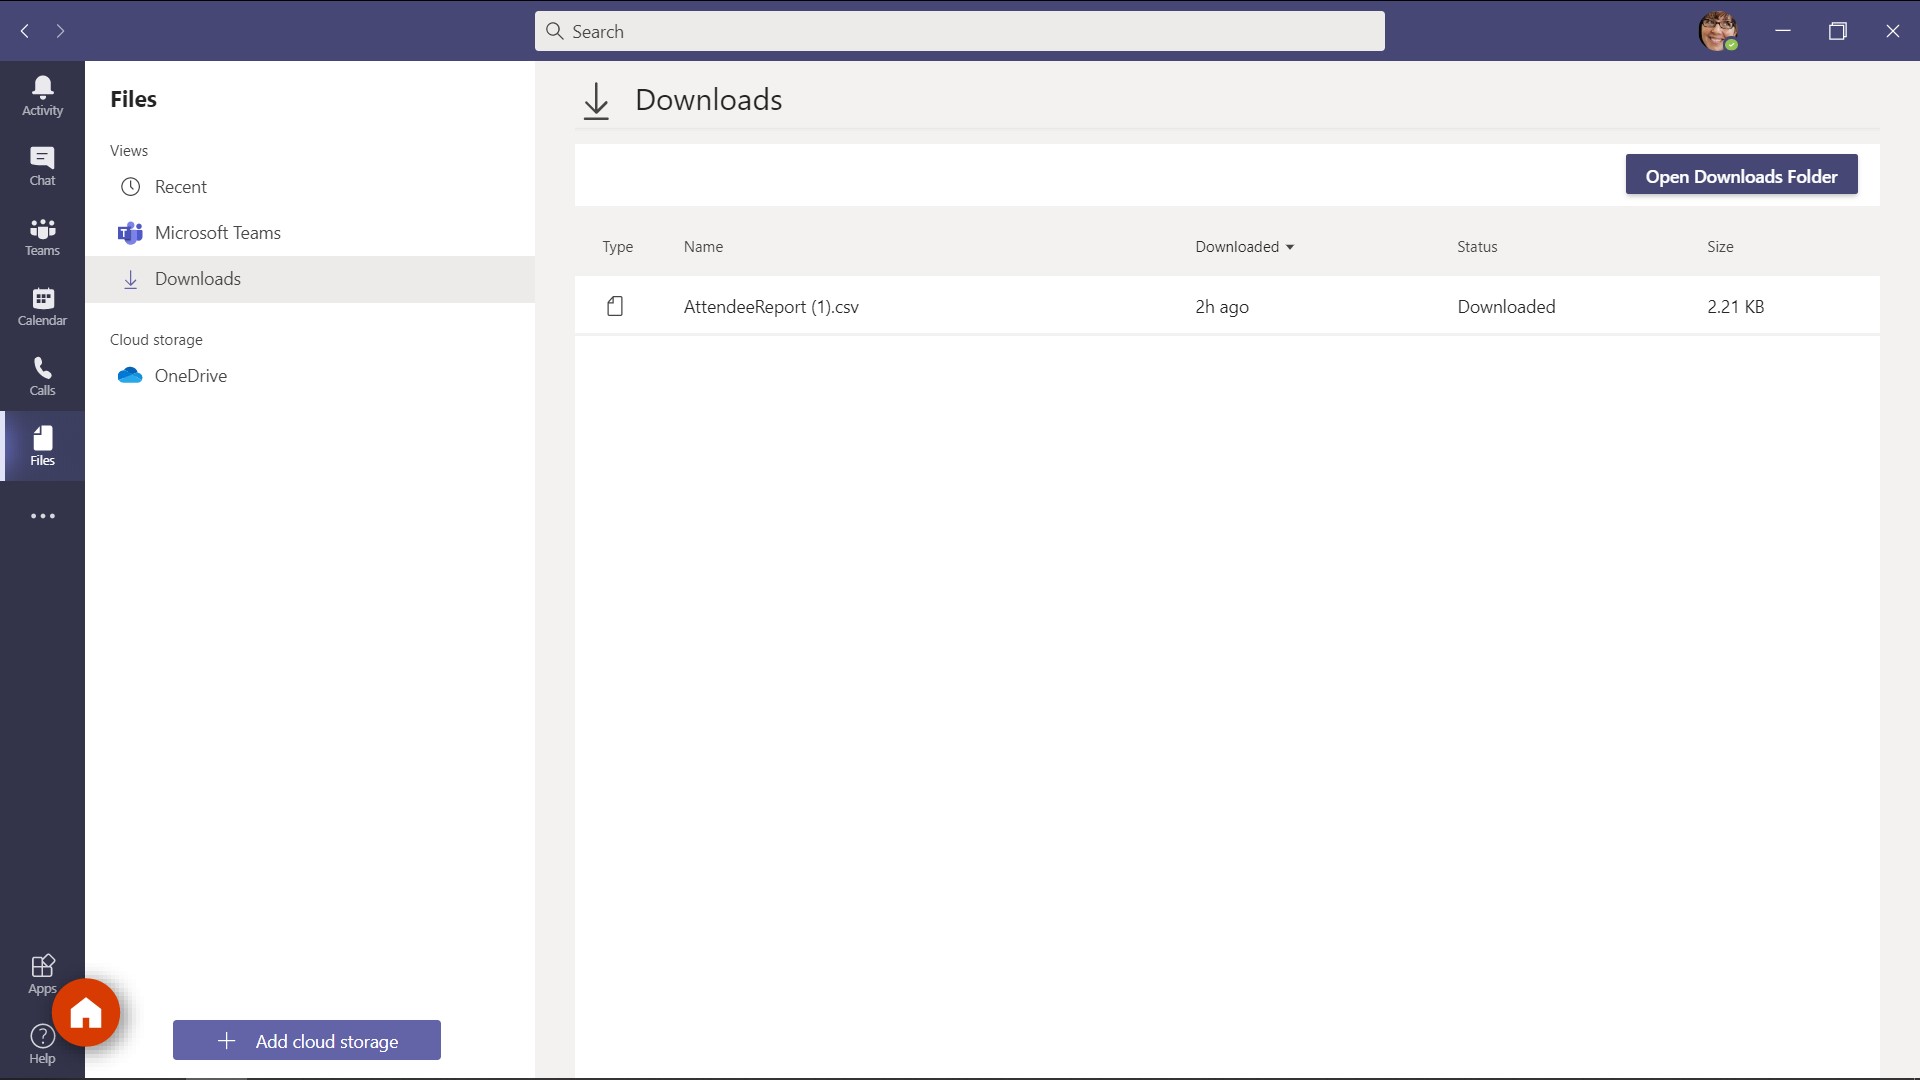 Search
Activity
Chat
Teams
Calendar
Calls
Files
Apps
Help
Files
Views
Recent
Microsoft Teams
Downloads
Cloud storage
OneDrive
Add cloud storage
Downloads
Open Downloads Folder
Type Name Downloaded Status Size
AttendeeReport (1).csv 2h ago Downloaded 2.21 KB